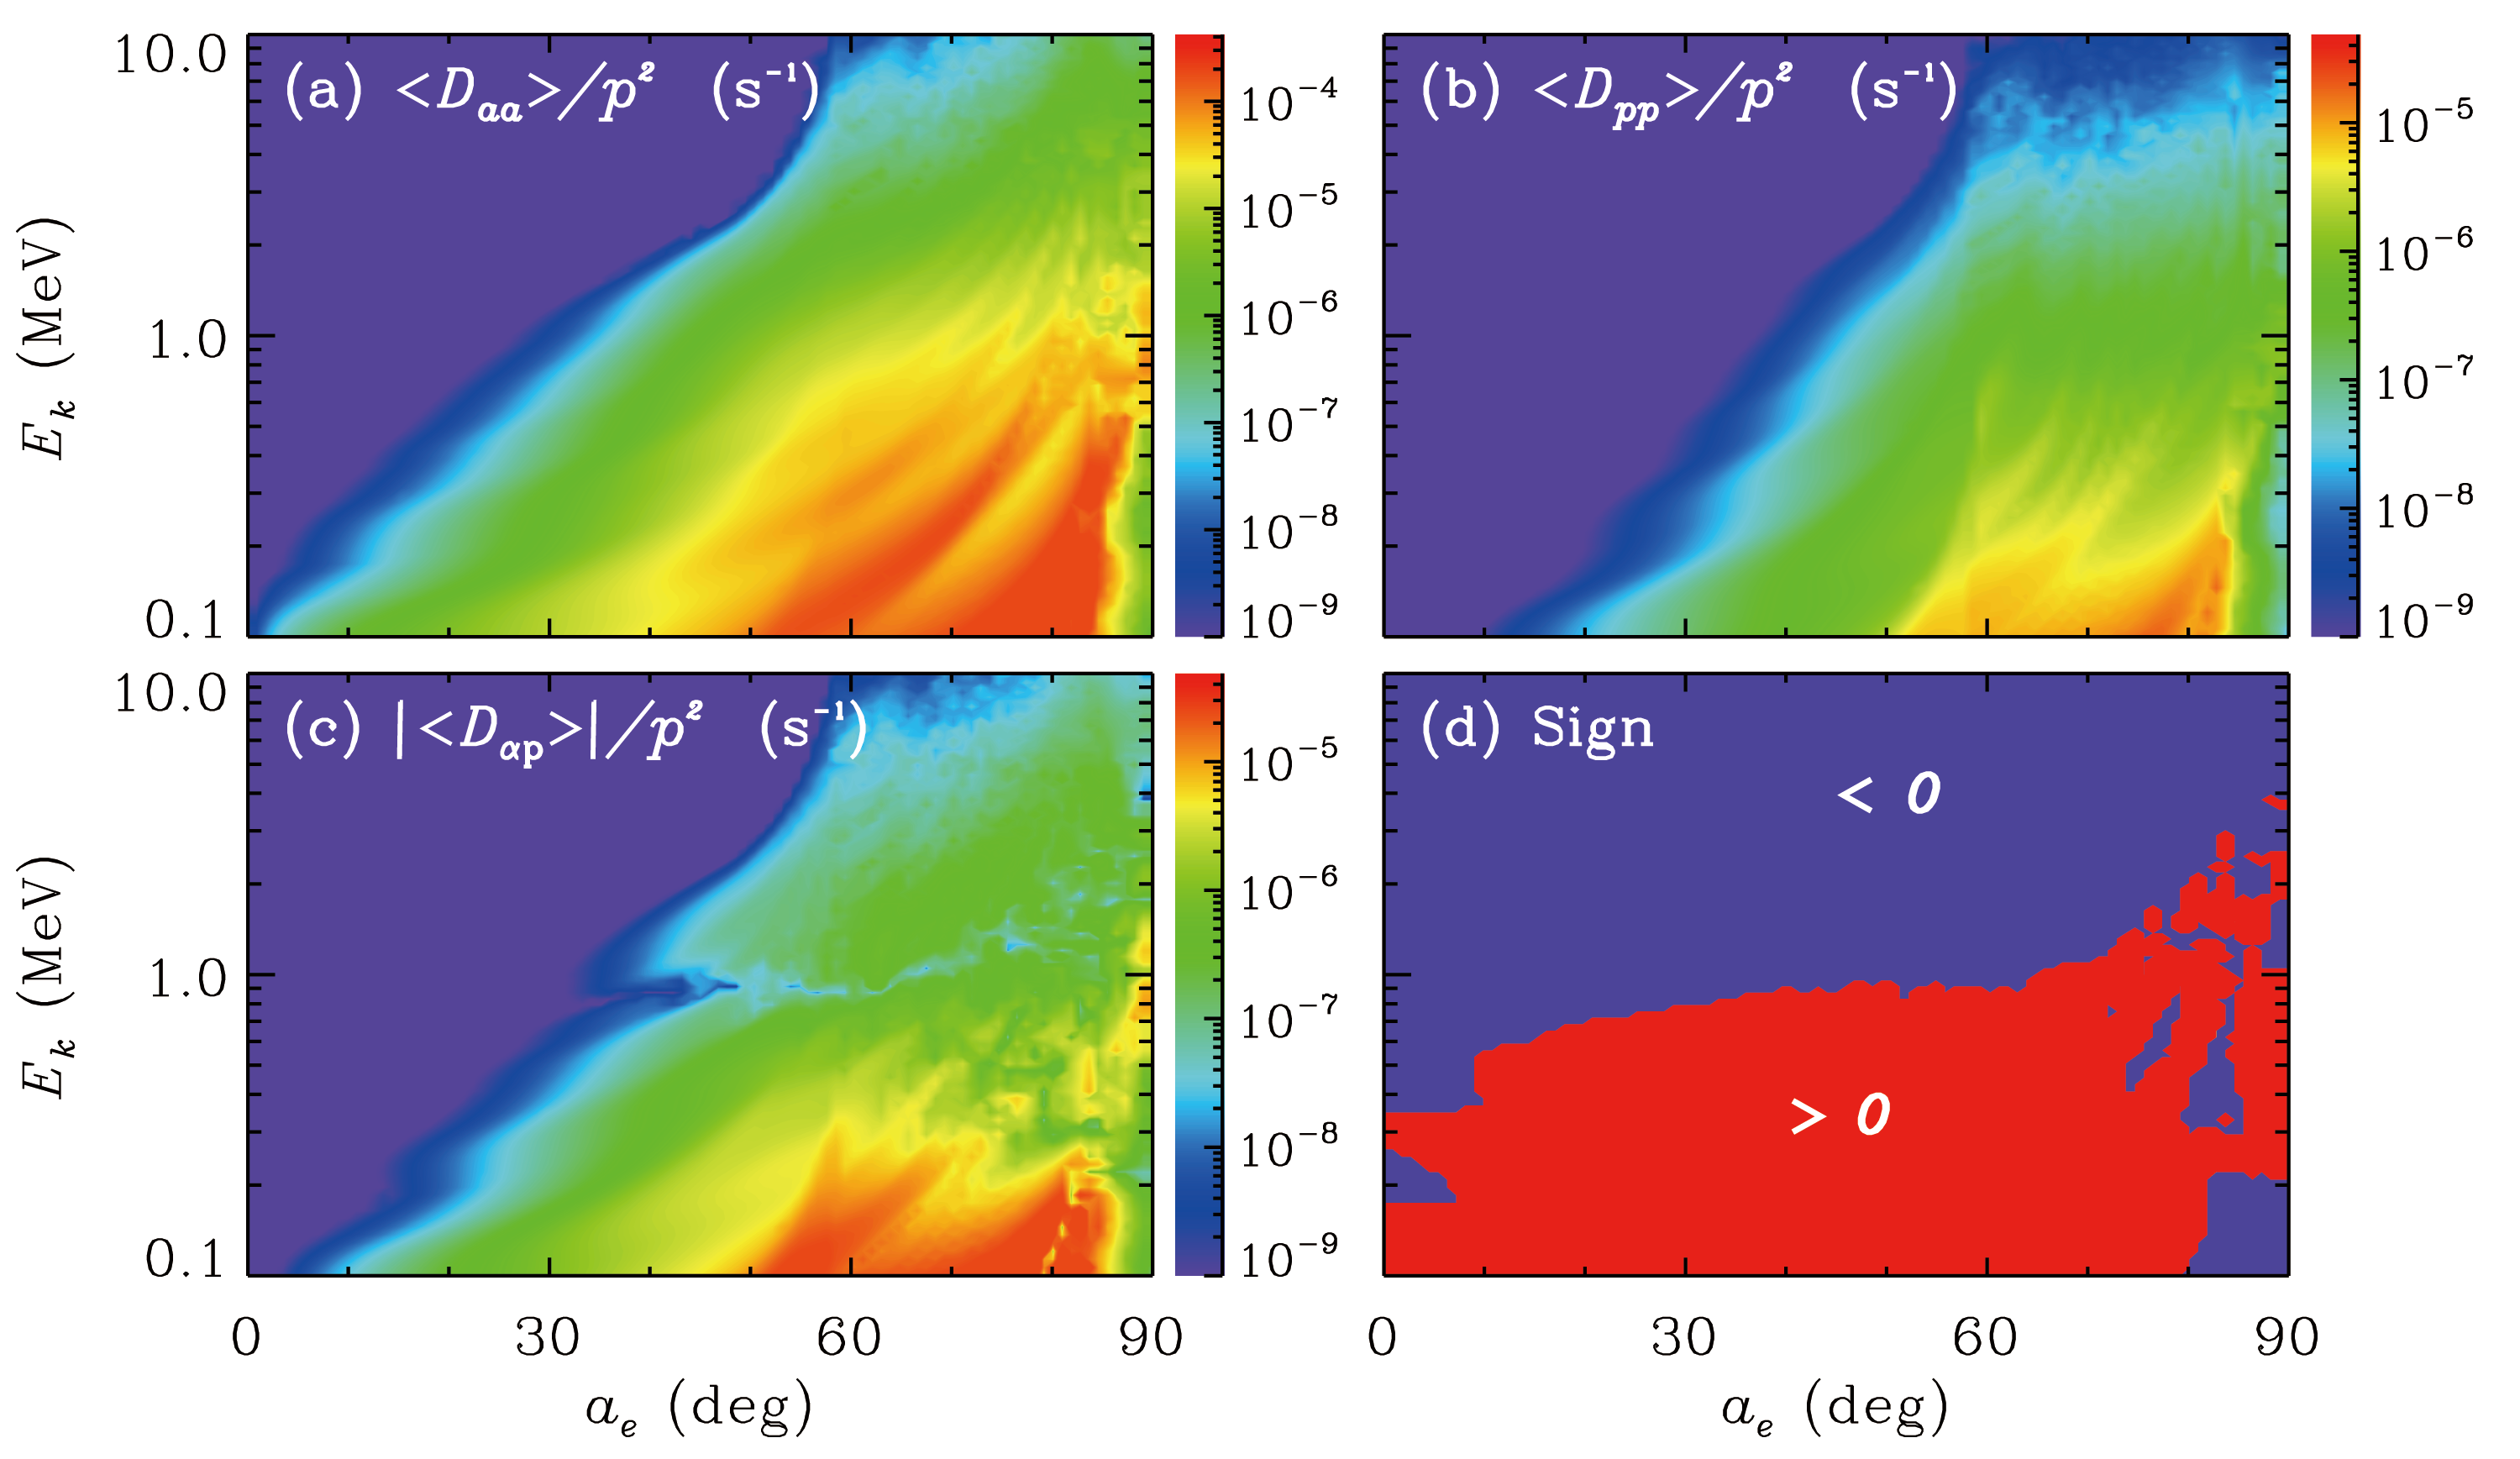 (a) <D_aa>/p² (s⁻¹)
10.0
1.0
0.1
E_k (MeV)
10⁻⁴
10⁻⁵
10⁻⁶
10⁻⁷
10⁻⁸
10⁻⁹
(b) <D_pp>/p² (s⁻¹)
10⁻⁵
10⁻⁶
10⁻⁷
10⁻⁸
10⁻⁹
(c) |<D_αp>|/p² (s⁻¹)
10.0
1.0
0.1
E_k (MeV)
0 30 60 90
α_e (deg)
10⁻⁵
10⁻⁶
10⁻⁷
10⁻⁸
10⁻⁹
(d) Sign
< 0
> 0
0 30 60 90
α_e (deg)